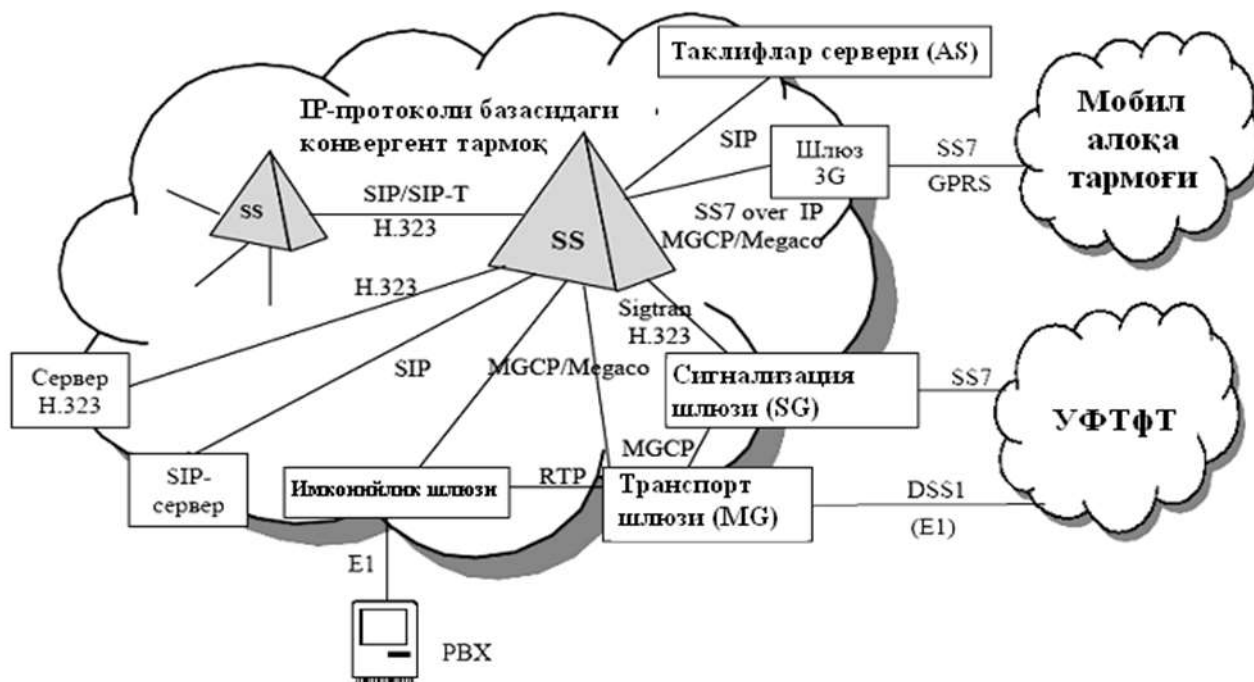 Таклифлар сервери (AS)
IP-протоколи базасидаги
конвергент тармоқ
Мобил
алоқа
тармоғи
SIP
Шлюз
3G
SS7
GPRS
SS
SIP/SIP-T
H.323
SS
SS7 over IP
MGCP/Megaco
H.323
Sigtran
H.323
Сервер
H.323
SIP
MGCP/Megaco
Сигнализация
шлюзи (SG)
SS7
УФТфТ
SIP-
сервер
Имконийлик шлюзи
RTP
MGCP
Транспорт
шлюзи (MG)
DSS1
(E1)
E1
PBX